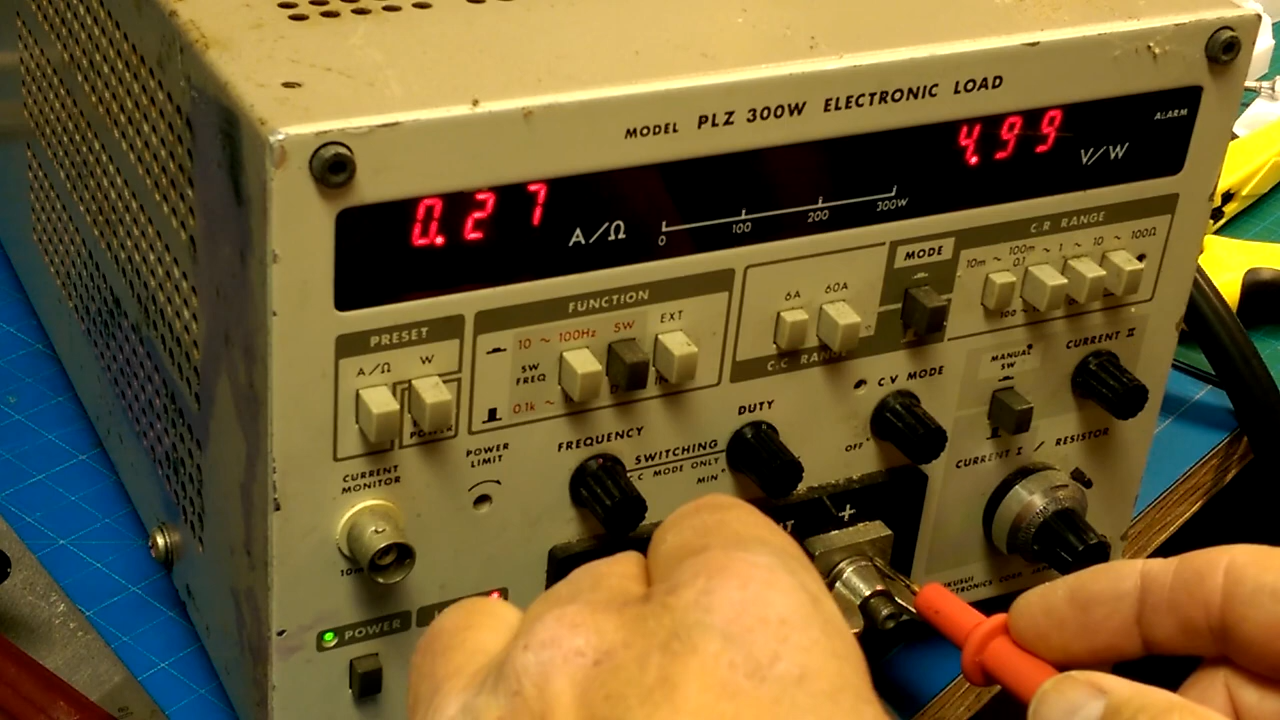 MODEL PLZ 300W ELECTRONIC LOAD
0.27 A/Ω
0 100 200 300W
4.99 V/W
ALARM
PRESET
A/Ω W
POWER
FUNCTION
10 ~ 100Hz SW EXT
SW FREQ
0.1k ~
6A 60A
C.C RANGE
MODE
C.R RANGE
10m ~ 100m ~ 1 ~ 10 ~ 100Ω
0.1
CURRENT MONITOR
10m
POWER LIMIT
FREQUENCY
SWITCHING
C.C MODE ONLY
DUTY
MIN
C.V MODE
OFF
MANUAL SW
CURRENT II
CURRENT I / RESISTOR
+
POWER